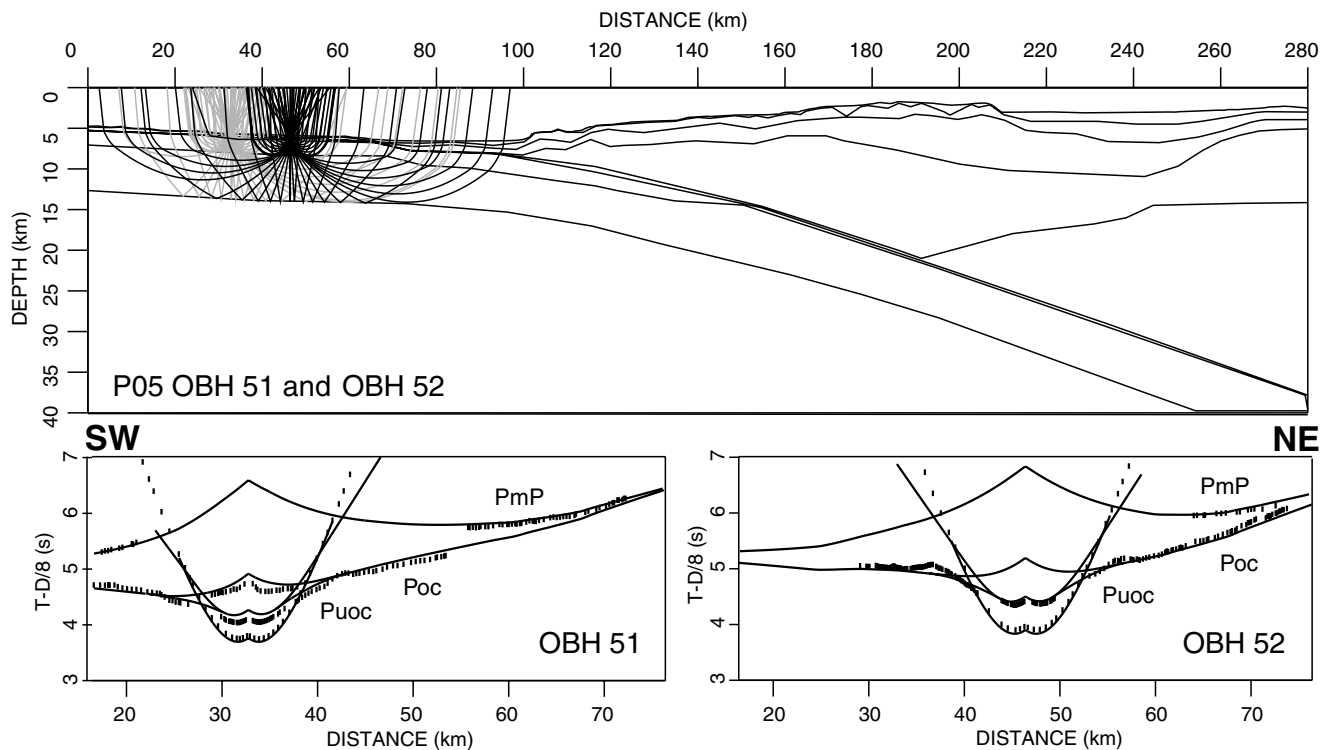 DISTANCE (km)
0 20 40 60 80 100 120 140 160 180 200 220 240 260 280
DEPTH (km)
0 5 10 15 20 25 30 35 40
P05 OBH 51 and OBH 52
SW NE
T-D/8 (s)
7 6 5 4 3
PmP
Poc
Puoc
OBH 51
20 30 40 50 60 70
DISTANCE (km)
T-D/8 (s)
7 6 5 4 3
PmP
Poc
Puoc
OBH 52
20 30 40 50 60 70
DISTANCE (km)